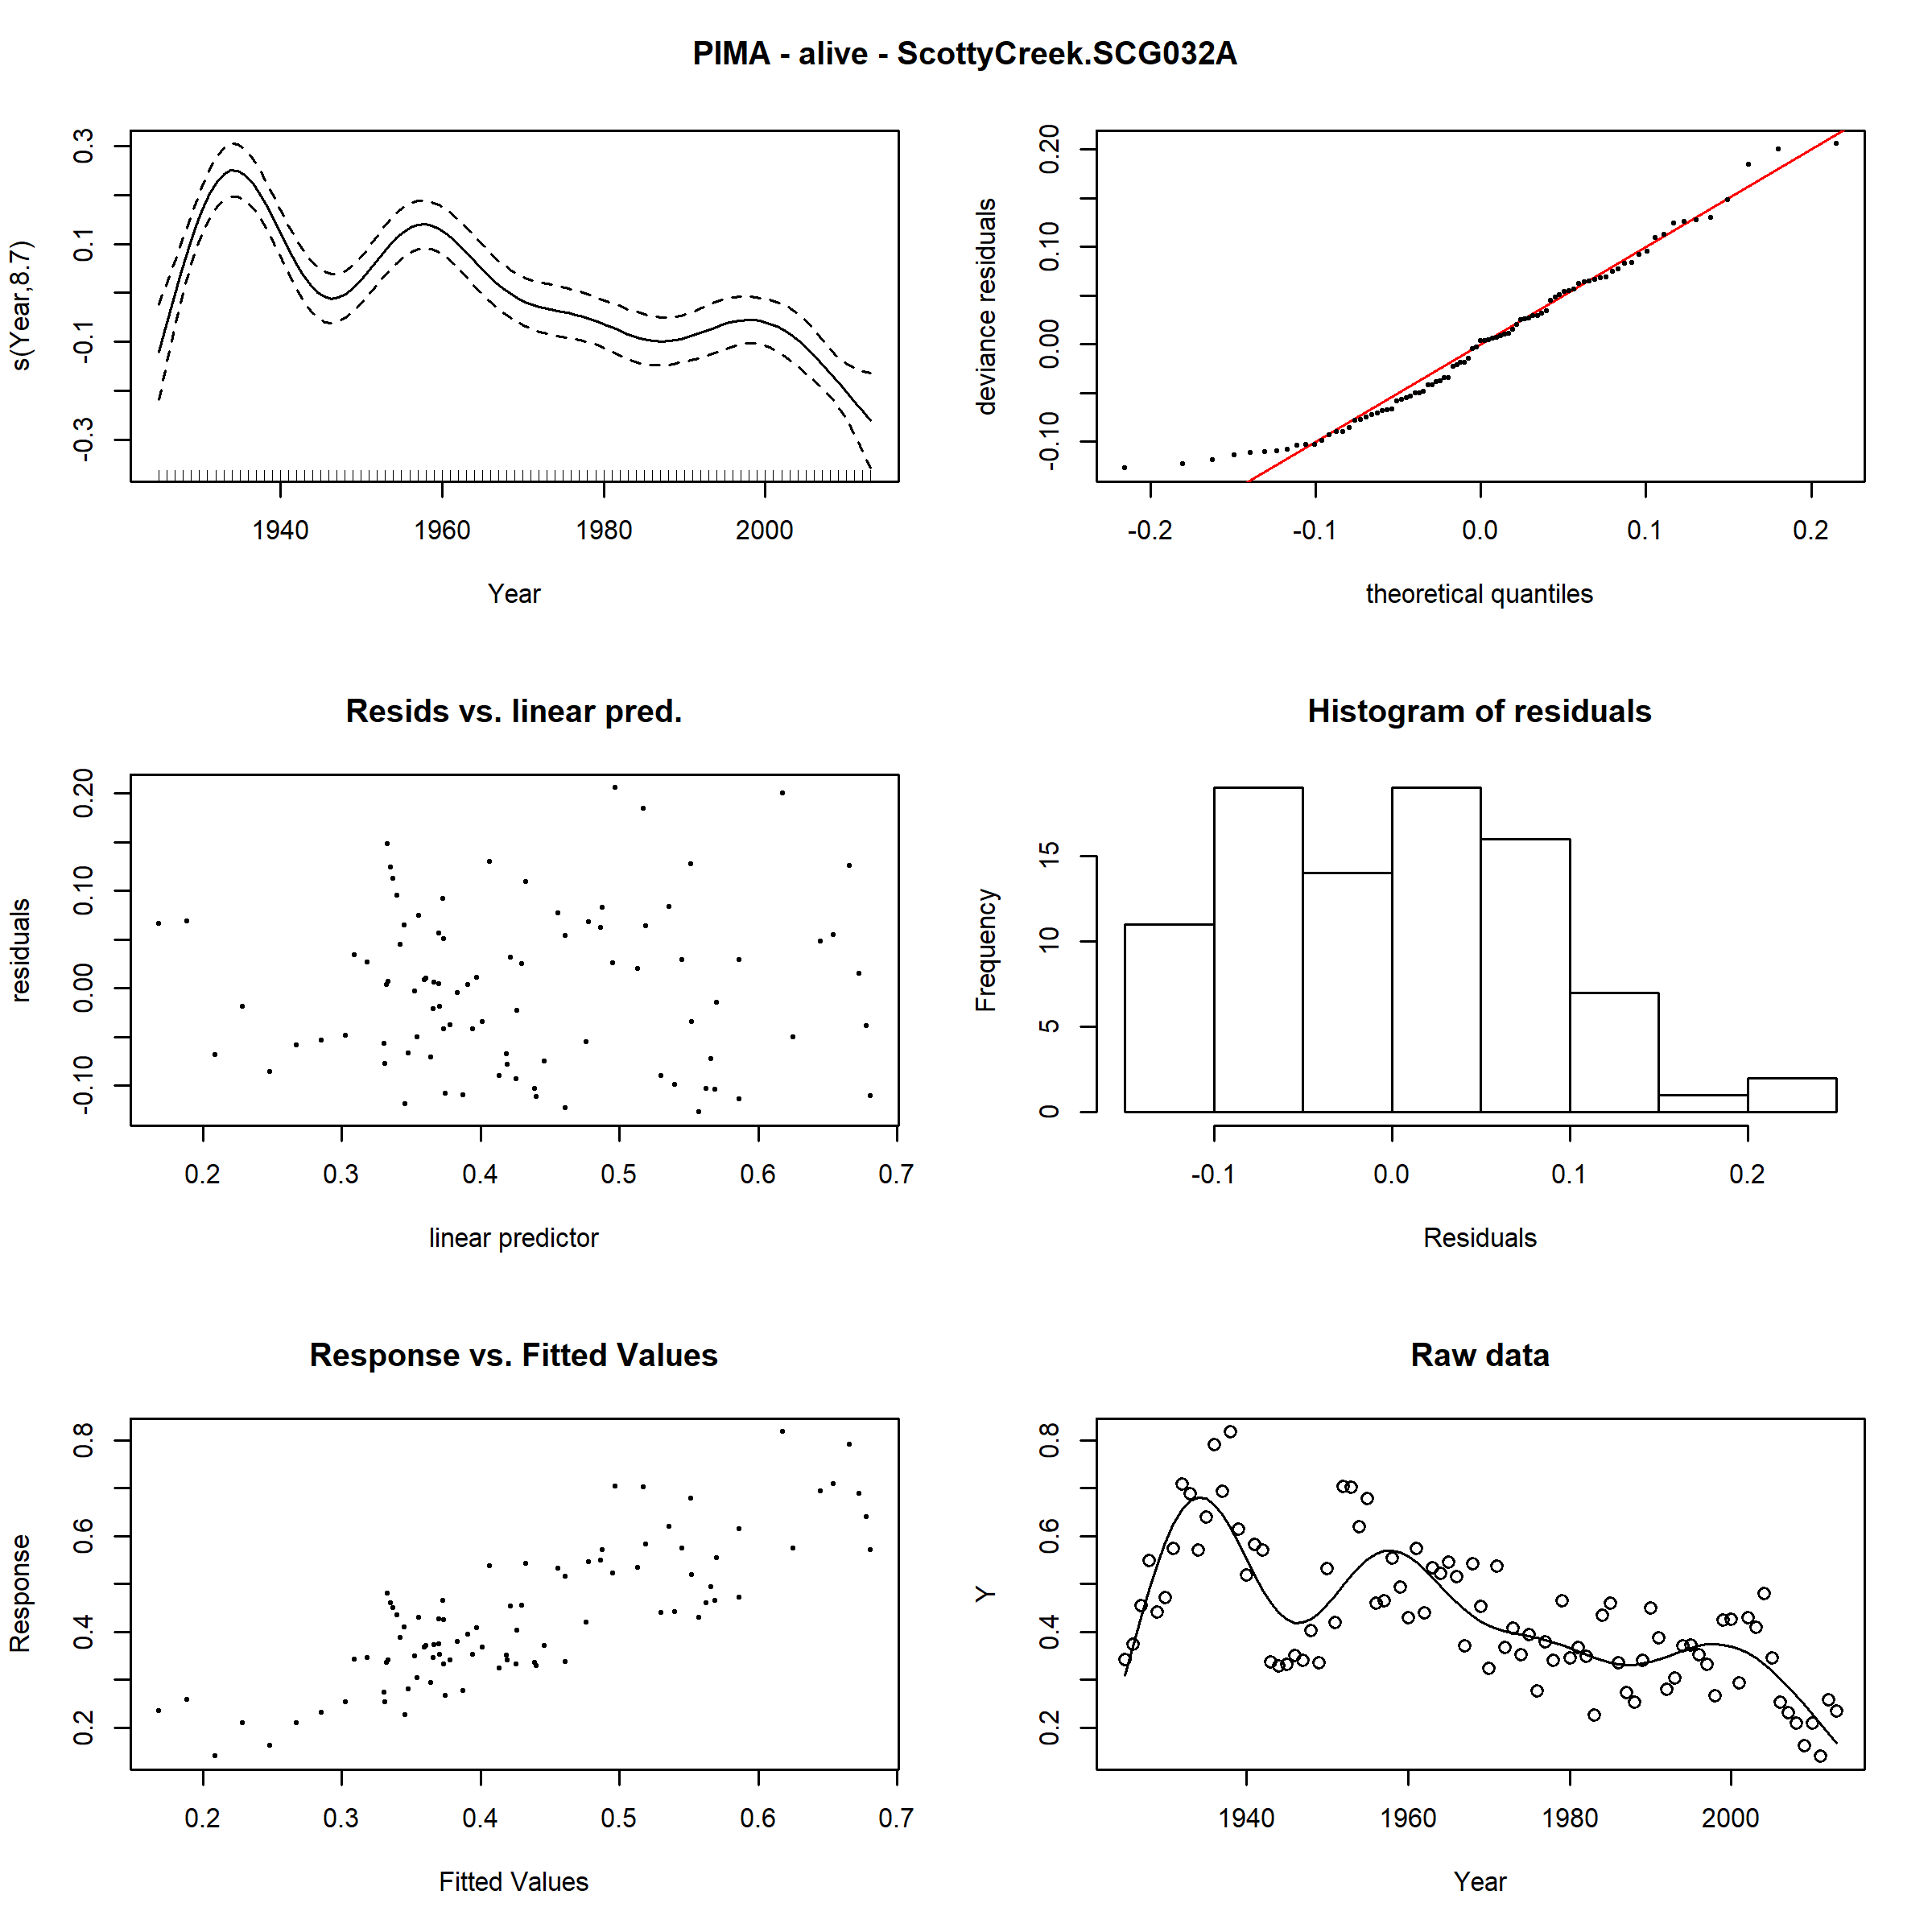 PIMA - alive - ScottyCreek.SCG032A
s(Year,8.7)
0.3
0.1
-0.1
-0.3
1940 1960 1980 2000
Year
deviance residuals
0.20
0.10
0.00
-0.10
-0.2 -0.1 0.0 0.1 0.2
theoretical quantiles
Resids vs. linear pred.
residuals
0.20
0.10
0.00
-0.10
0.2 0.3 0.4 0.5 0.6 0.7
linear predictor
Histogram of residuals
Frequency
15
10
5
0
-0.1 0.0 0.1 0.2
Residuals
Response vs. Fitted Values
Response
0.8
0.6
0.4
0.2
0.2 0.3 0.4 0.5 0.6 0.7
Fitted Values
Raw data
Y
0.8
0.6
0.4
0.2
1940 1960 1980 2000
Year